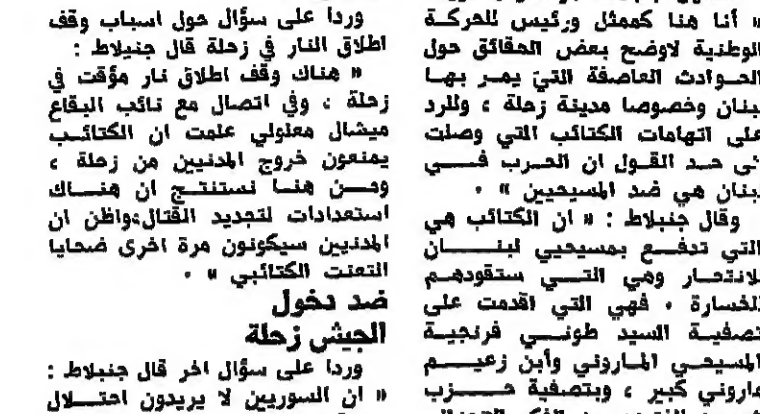 « أنا هنا كممثل ورئيس للحركة
الوطنية لاوضح بعض الحقائق حول
الحوادث العاصفة التي يمر بها
لبنان وخصوصا مدينة زحلة ، وللرد
على اتهامات الكتائب التي وصلت
الى حد القول ان الحرب في
لبنان هي ضد المسيحيين » .
وقال جنبلاط : « ان الكتائب هي
التي تدفع بمسيحيي لبنان
للانتحار وهي التي ستقودهم
للخسارة . فهي التي اقدمت على
تصفية السيد طوني فرنجية
المسيحي الماروني وأبن زعيم
ماروني كبير ، وبتصفية حزب
وردا على سؤال حول اسباب وقف
اطلاق النار في زحلة قال جنبلاط :
« هناك وقف اطلاق نار مؤقت في
زحلة ، وفي اتصال مع نائب البقاع
ميشال معلولي علمت ان الكتائب
يمنعون خروج المدنيين من زحلة ،
ومن هنا نستنتج ان هناك
استعدادات لتجديد القتال،واظن ان
المدنيين سيكونون مرة اخرى ضحايا
التعنت الكتائبي » .
ضد دخول
الجيش زحلة
وردا على سؤال اخر قال جنبلاط :
« ان السوريين لا يريدون احتلال